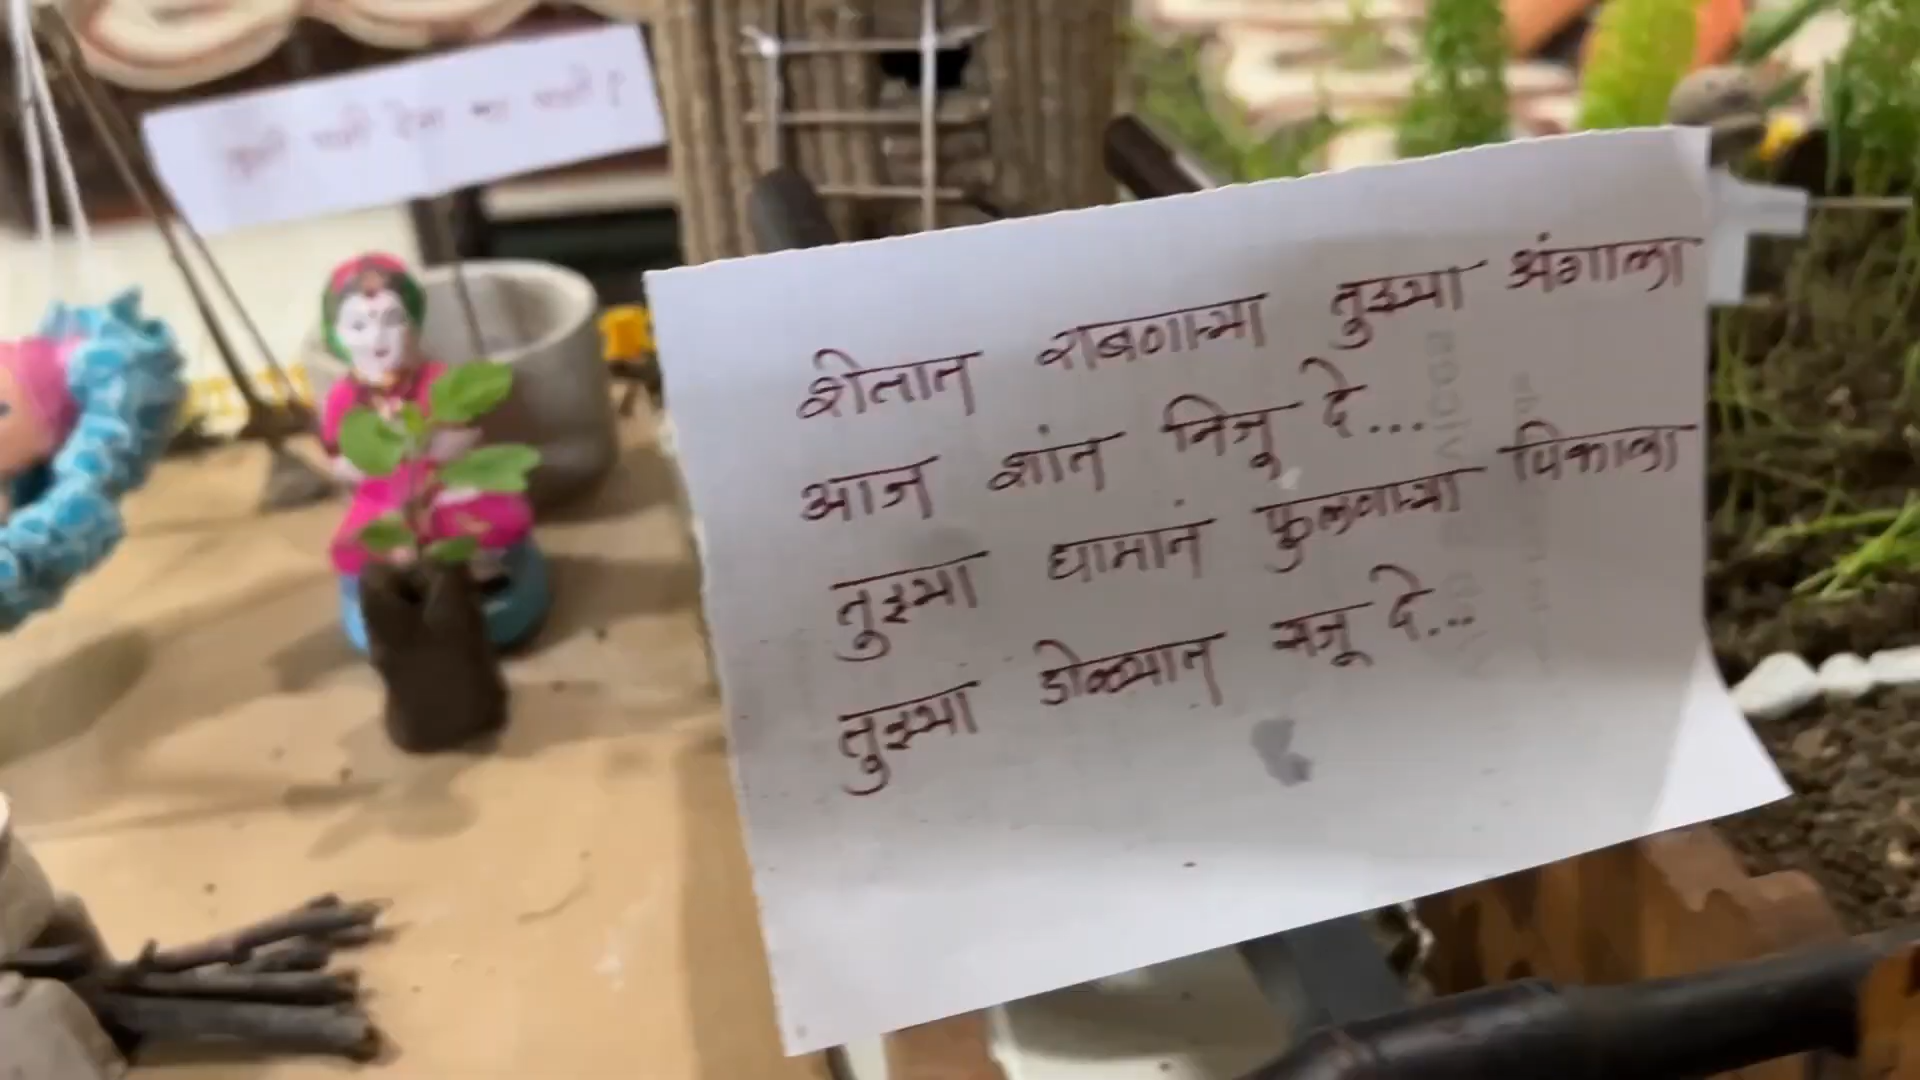 शेतात राबणाऱ्या तुझ्या अंगाला
आज शांत निजू दे...
तुझ्या घामानं फुलणाऱ्या पिकाला
तुझ्या डोळ्यात सजू दे...